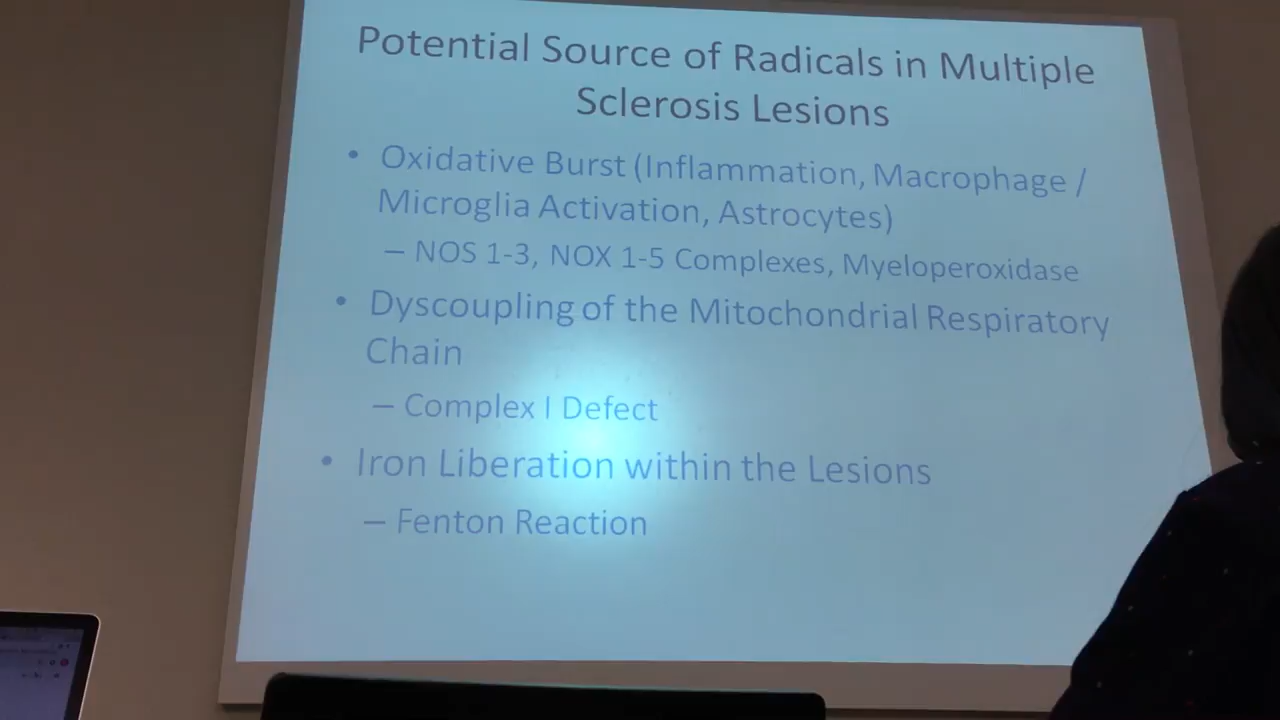 Potential Source of Radicals in Multiple
Sclerosis Lesions
• Oxidative Burst (Inflammation, Macrophage /
Microglia Activation, Astrocytes)
– NOS 1-3, NOX 1-5 Complexes, Myeloperoxidase
• Dyscoupling of the Mitochondrial Respiratory
Chain
– Complex I Defect
• Iron Liberation within the Lesions
– Fenton Reaction